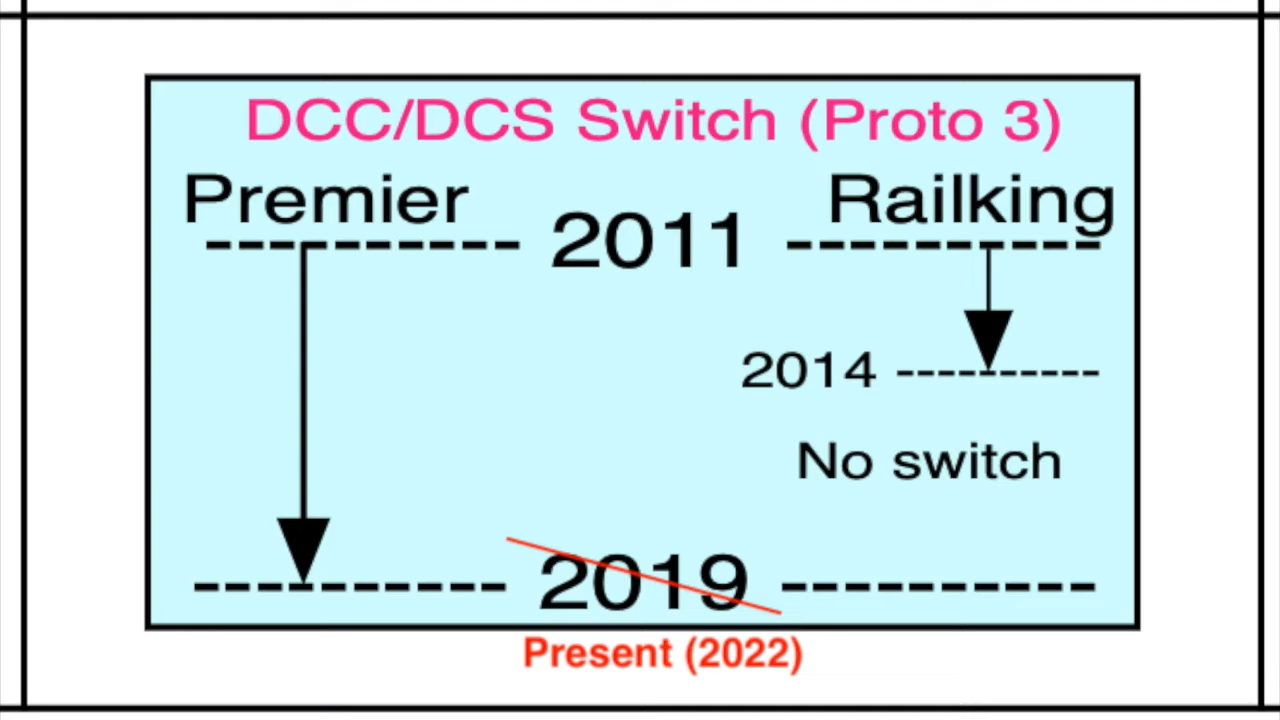 DCC/DCS Switch (Proto 3)
Premier
Railking
2011
2014
No switch
2019
Present (2022)